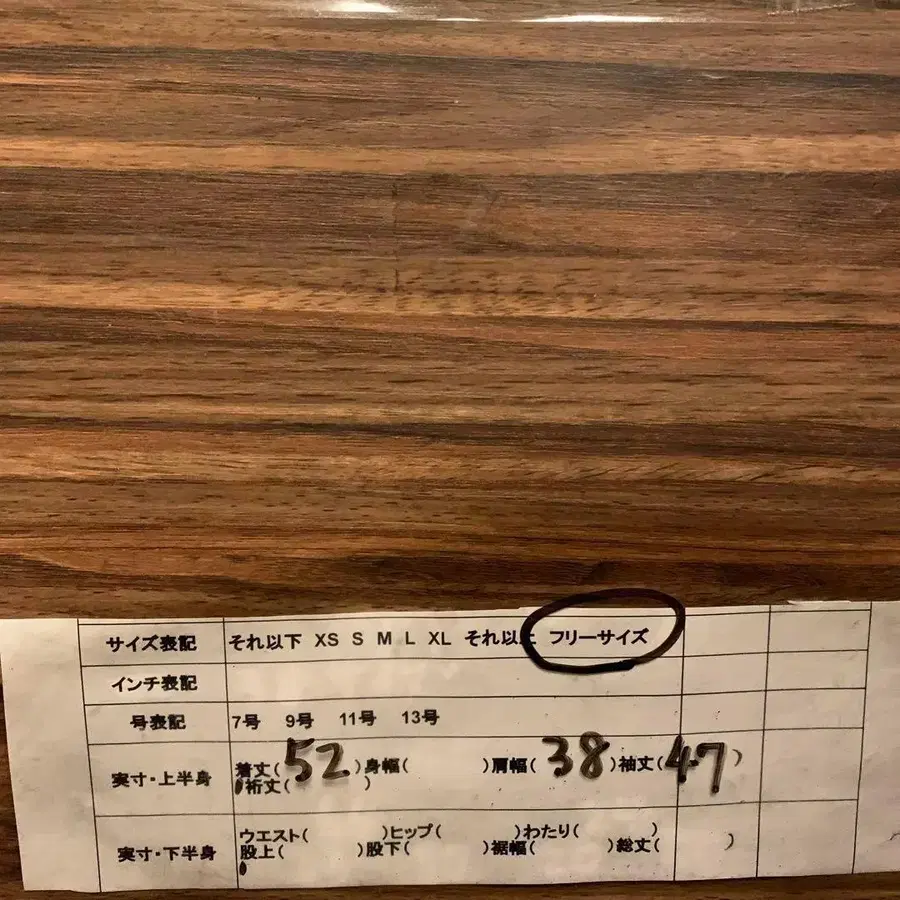 サイズ表記 それ以下 XS S M L XL それ以上 フリーサイズ
インチ表記
号表記 7号 9号 11号 13号
実寸・上半身 着丈(52)身幅( )肩幅(38)袖丈(47)
裄丈( )
実寸・下半身 ウエスト( )ヒップ( )わたり( )
股上( )股下( )裾幅( )総丈( )